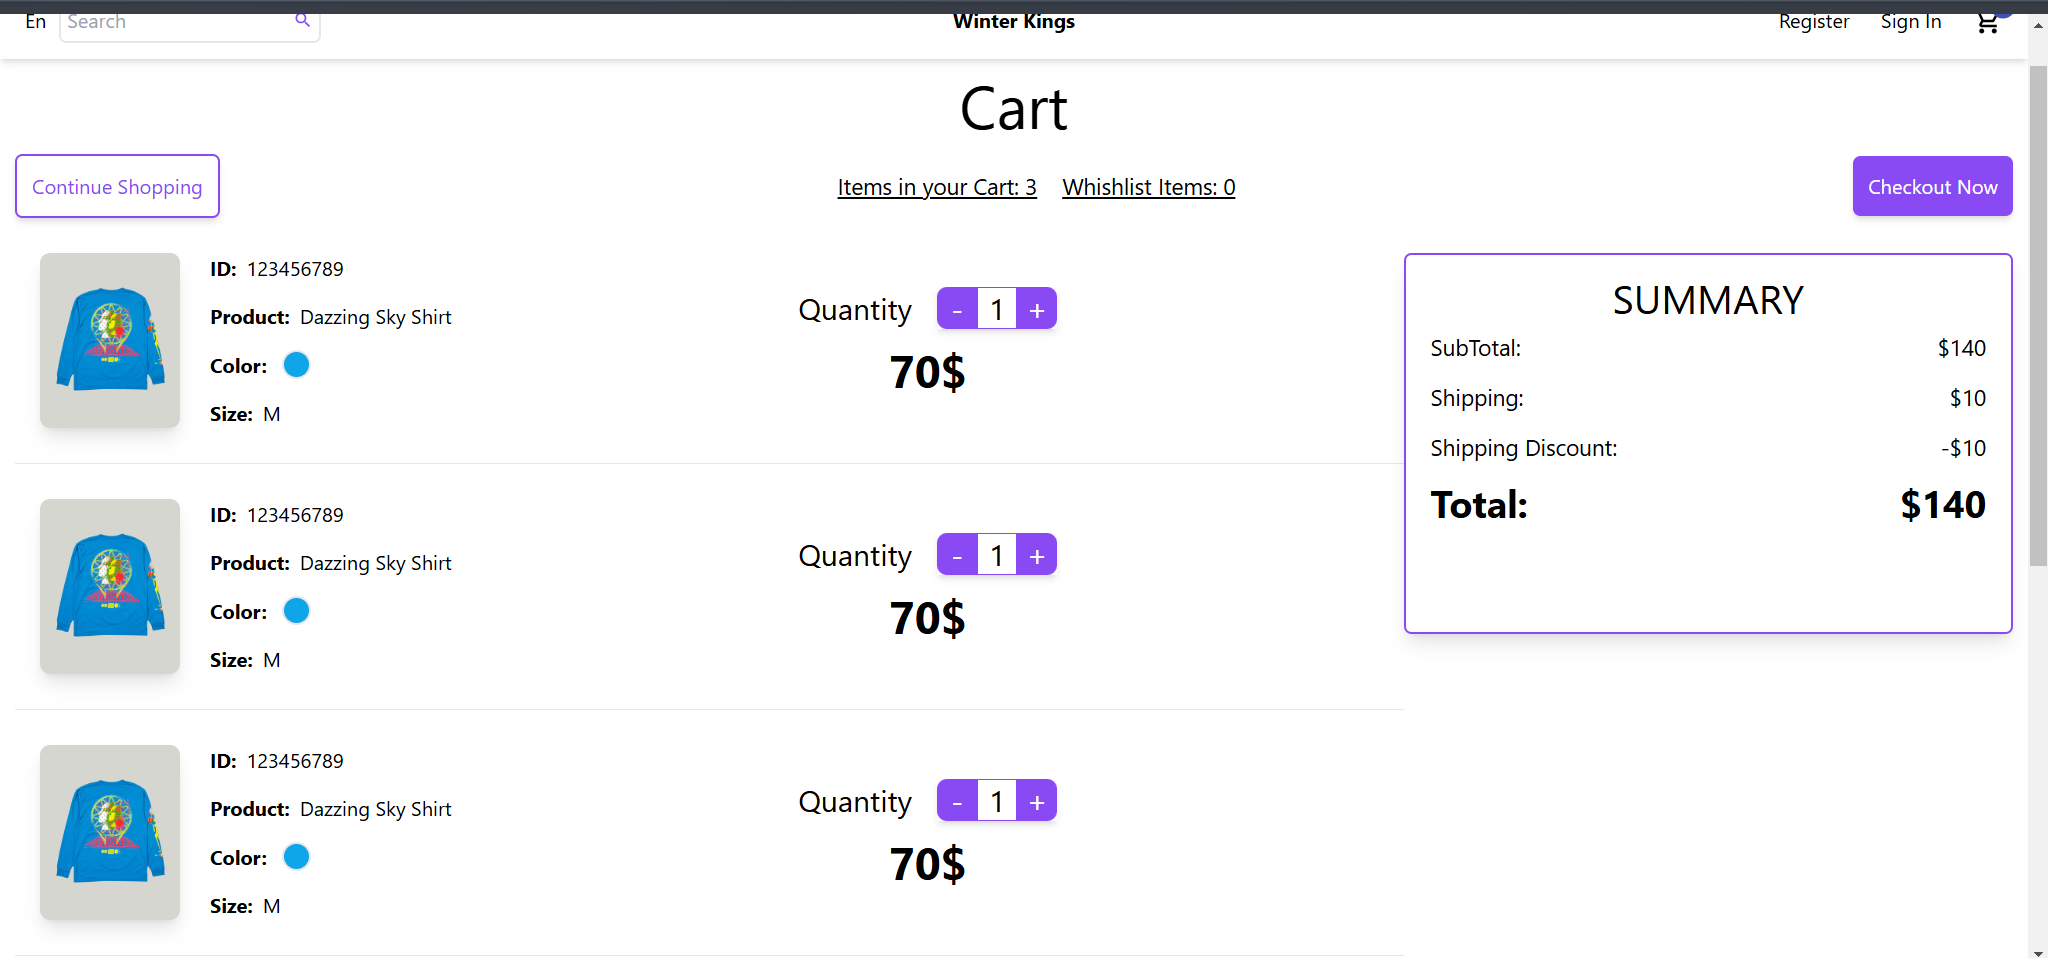 En Search Winter Kings Register Sign In
Cart
Continue Shopping Items in your Cart: 3 Whishlist Items: 0 Checkout Now
ID: 123456789
Product: Dazzing Sky Shirt
Color:
Size: M
Quantity - 1 +
70$
ID: 123456789
Product: Dazzing Sky Shirt
Color:
Size: M
Quantity - 1 +
70$
ID: 123456789
Product: Dazzing Sky Shirt
Color:
Size: M
Quantity - 1 +
70$
SUMMARY
SubTotal: $140
Shipping: $10
Shipping Discount: -$10
Total: $140